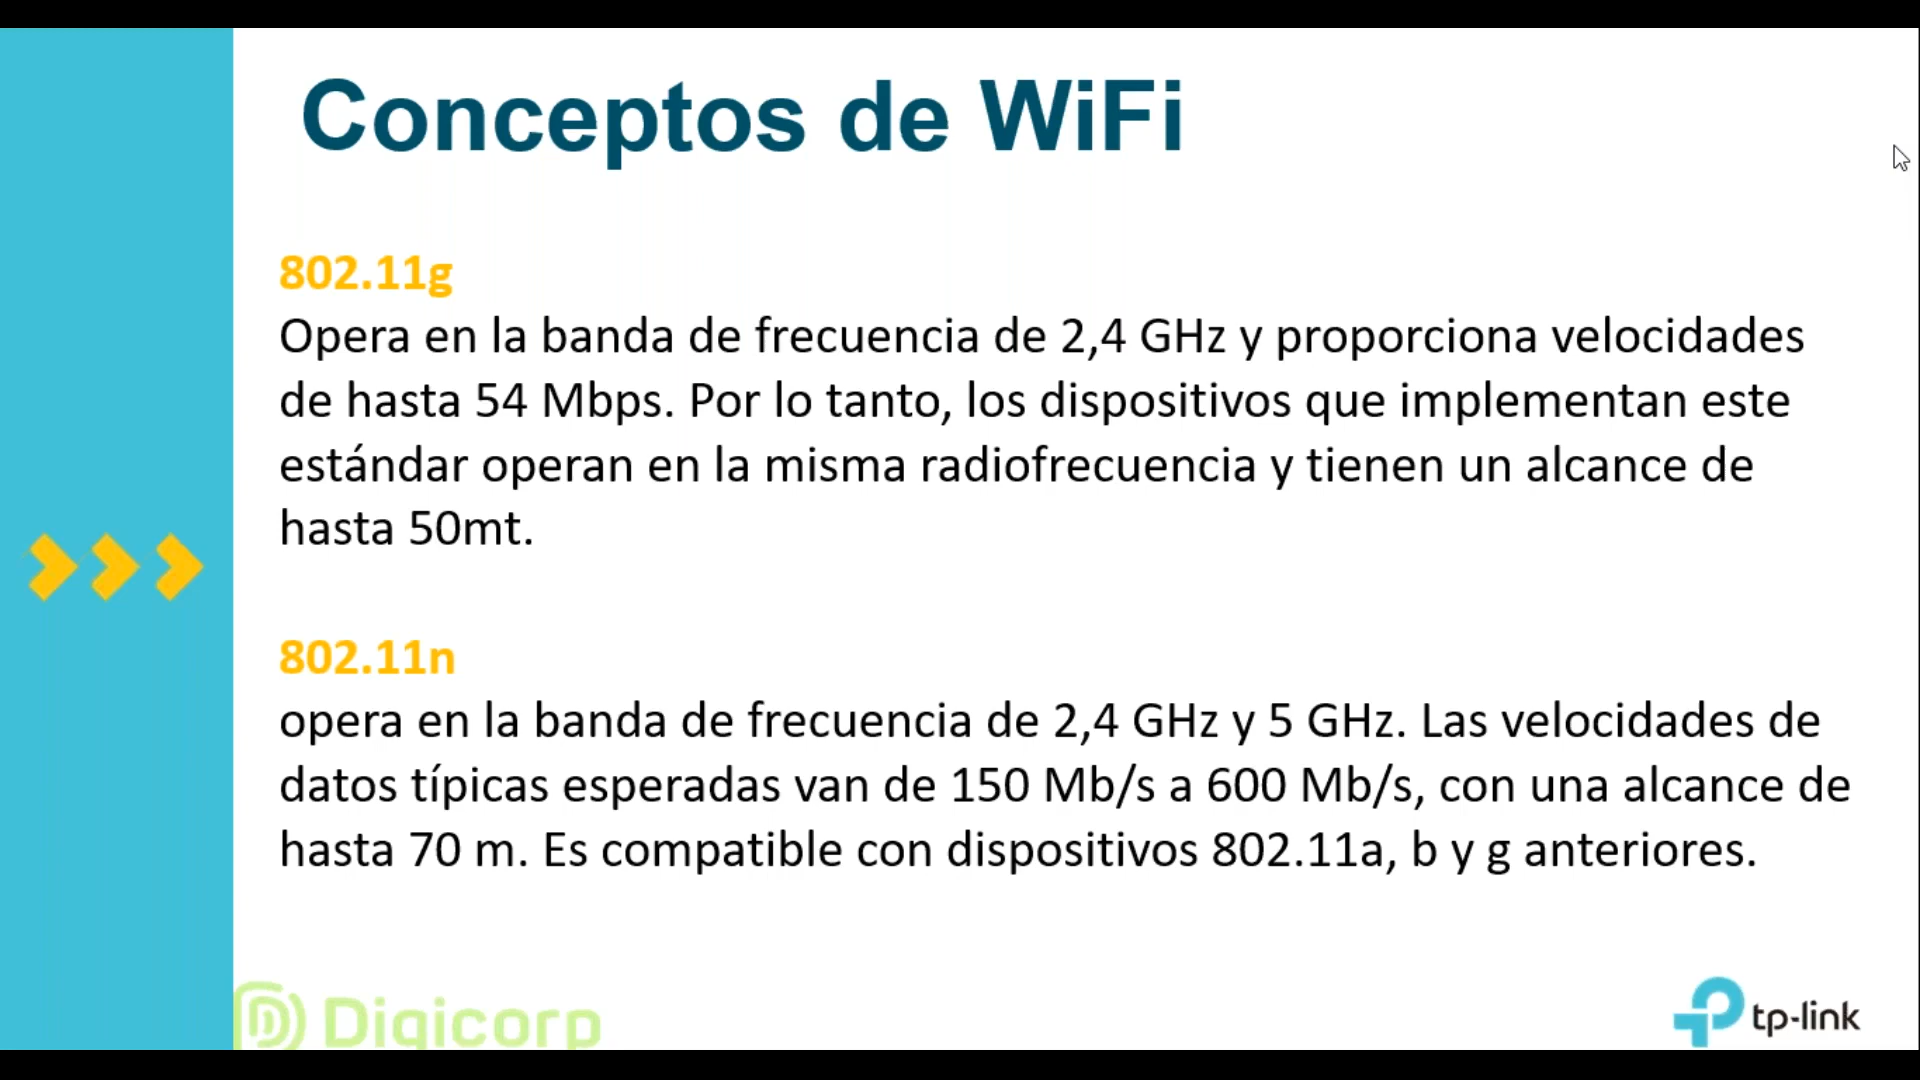 Conceptos de WiFi
802.11g
Opera en la banda de frecuencia de 2,4 GHz y proporciona velocidades
de hasta 54 Mbps. Por lo tanto, los dispositivos que implementan este
estándar operan en la misma radiofrecuencia y tienen un alcance de
hasta 50mt.
802.11n
opera en la banda de frecuencia de 2,4 GHz y 5 GHz. Las velocidades de
datos típicas esperadas van de 150 Mb/s a 600 Mb/s, con una alcance de
hasta 70 m. Es compatible con dispositivos 802.11a, b y g anteriores.
Digicorp
tp-link